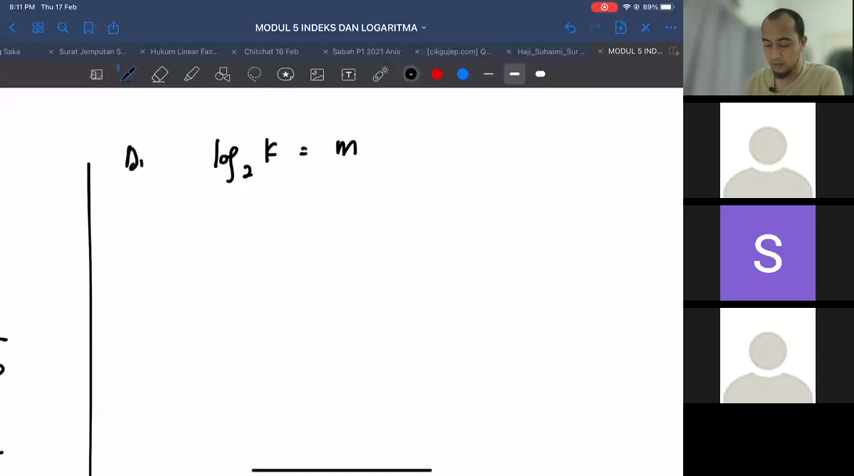 8:11 PM Thu 17 Feb
89%
MODUL 5 INDEKS DAN LOGARITMA
ng Saka
Surat Jemputan S...
Hukum Linear Faz...
Chitchat 16 Feb
Sabah P1 2021 Anis
[cikgujep.com] Q...
Haji_Suhaimi_Sur...
MODUL 5 IND...
D. log₂ K = m
S